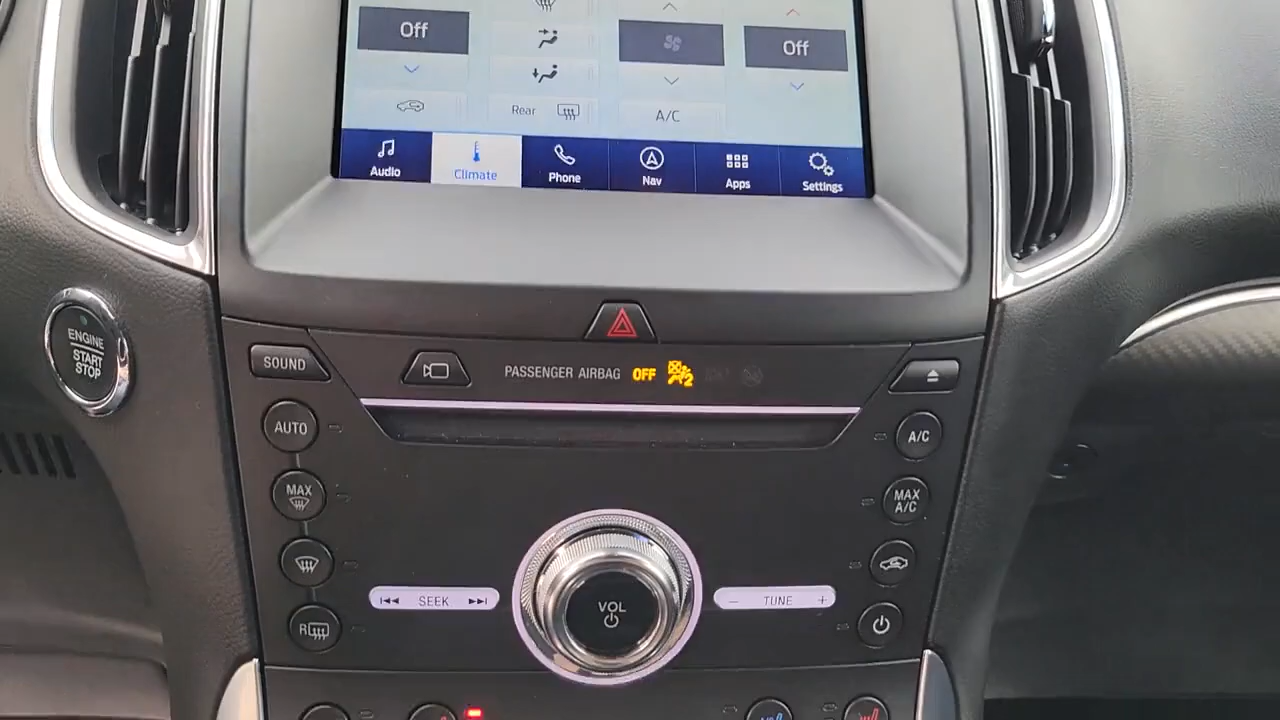 Off
Off
Rear
A/C
Audio
Climate
Phone
Nav
Apps
Settings
ENGINE
START
STOP
SOUND
PASSENGER AIRBAG OFF
2
AUTO
A/C
MAX
MAX
A/C
SEEK
VOL
− TUNE +
R